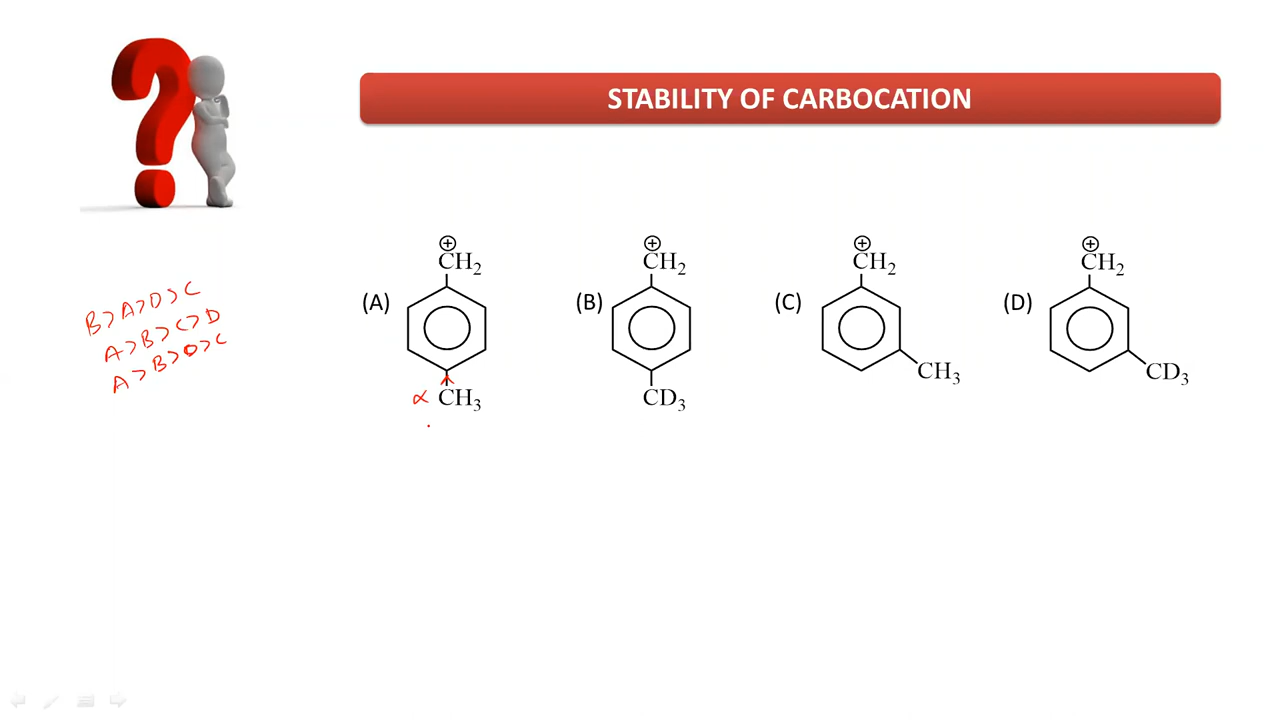 STABILITY OF CARBOCATION
B>A>D>C
A>B>C>D
A>B>D>C
(A) ⊕ CH₂ α CH₃
(B) ⊕ CH₂ CD₃
(C) ⊕ CH₂ CH₃
(D) ⊕ CH₂ CD₃